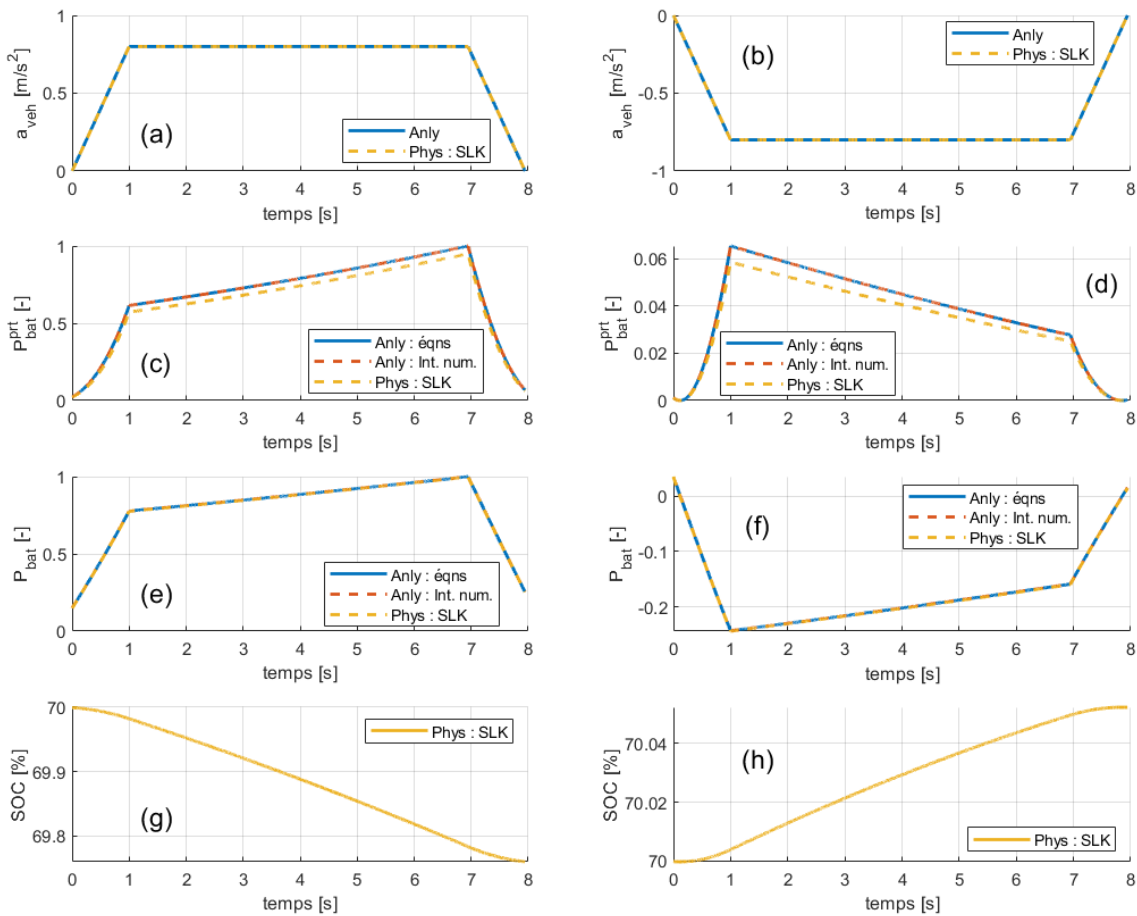 1
0.5
0
a_veh [m/s²]
(a)
Anly
Phys : SLK
0 1 2 3 4 5 6 7 8
temps [s]
0
-0.5
-1
a_veh [m/s²]
(b)
Anly
Phys : SLK
0 1 2 3 4 5 6 7 8
temps [s]
1
0.5
0
P_bat^prt [-]
(c)
Anly : éqns
Anly : Int. num.
Phys : SLK
0 1 2 3 4 5 6 7 8
temps [s]
0.06
0.04
0.02
0
P_bat^prt [-]
(d)
Anly : éqns
Anly : Int. num.
Phys : SLK
0 1 2 3 4 5 6 7 8
temps [s]
1
0.5
0
P_bat [-]
(e)
Anly : éqns
Anly : Int. num.
Phys : SLK
0 1 2 3 4 5 6 7 8
temps [s]
0
-0.1
-0.2
P_bat [-]
(f)
Anly : éqns
Anly : Int. num.
Phys : SLK
0 1 2 3 4 5 6 7 8
temps [s]
70
69.9
69.8
SOC [%]
(g)
Phys : SLK
0 1 2 3 4 5 6 7 8
temps [s]
70.04
70.02
70
SOC [%]
(h)
Phys : SLK
0 1 2 3 4 5 6 7 8
temps [s]